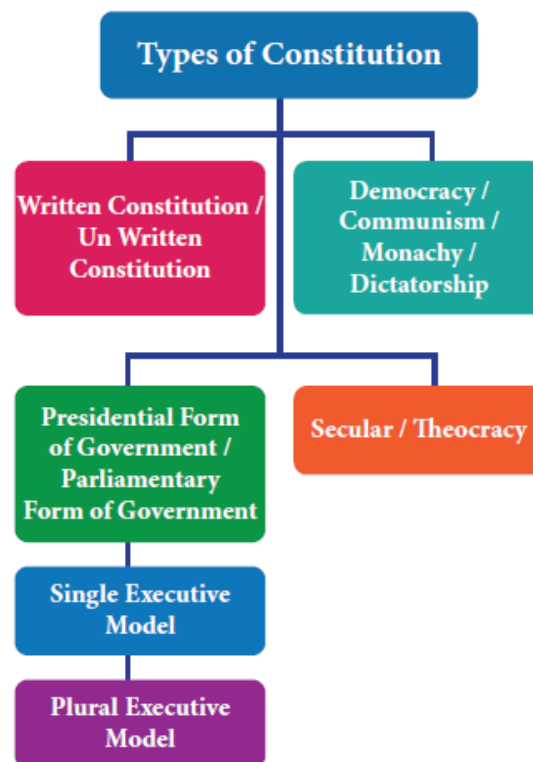 Types of Constitution
Written Constitution /
Un Written
Constitution
Democracy /
Communism /
Monachy /
Dictatorship
Presidential Form
of Government /
Parliamentary
Form of Government
Secular / Theocracy
Single Executive
Model
Plural Executive
Model